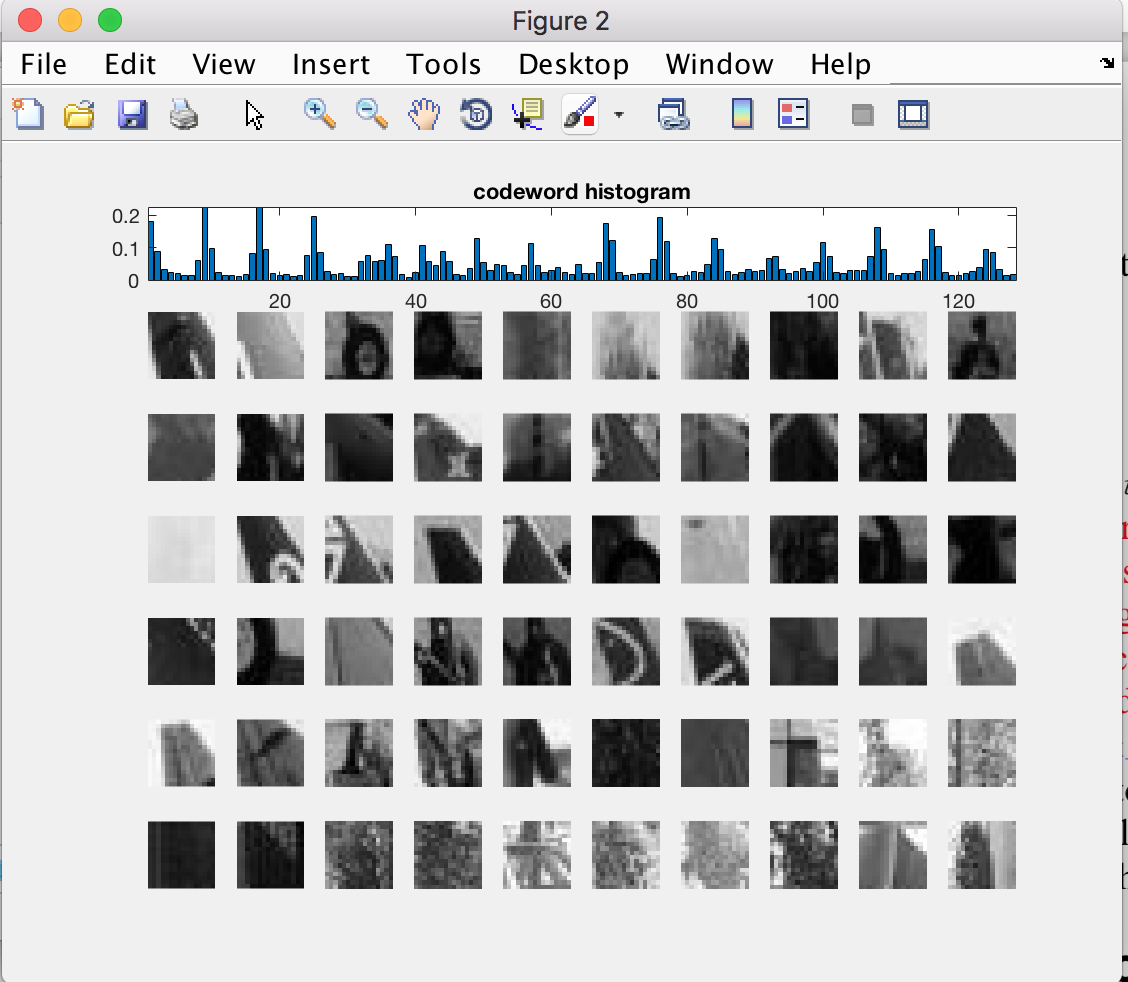 Figure 2
File Edit View Insert Tools Desktop Window Help
codeword histogram
0.2
0.1
0
20 40 60 80 100 120